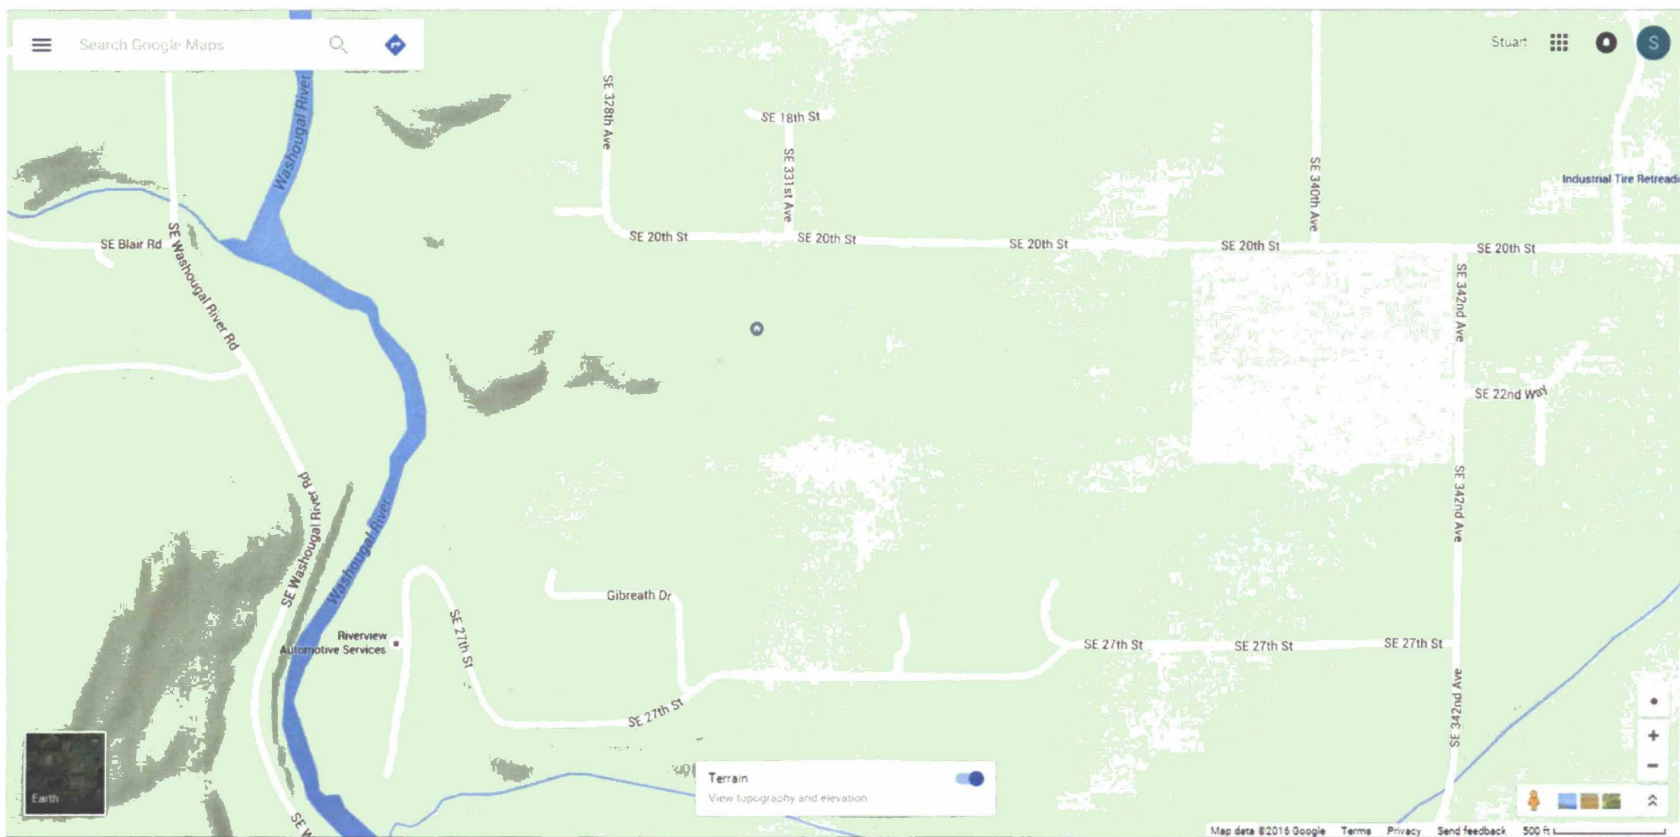 Search Google Maps
Stuart
S
Washougal River
SE 328th Ave
SE 18th St
SE 331st Ave
SE 340th Ave
Industrial Tire Retreadi
SE Blair Rd
SE Washougal River Rd
SE 20th St
SE 20th St
SE 20th St
SE 20th St
SE 20th St
SE 342nd Ave
SE 22nd Way
SE Washougal River Rd
SE 342nd Ave
Washougal River
Gibreath Dr
SE 27th St
Riverview
Automotive Services
SE 27th St
SE 27th St
SE 27th St
SE 27th St
SE 342nd Ave
Earth
Terrain
View topography and elevation
SE W
Map data ©2016 Google Terms Privacy Send feedback 500 ft